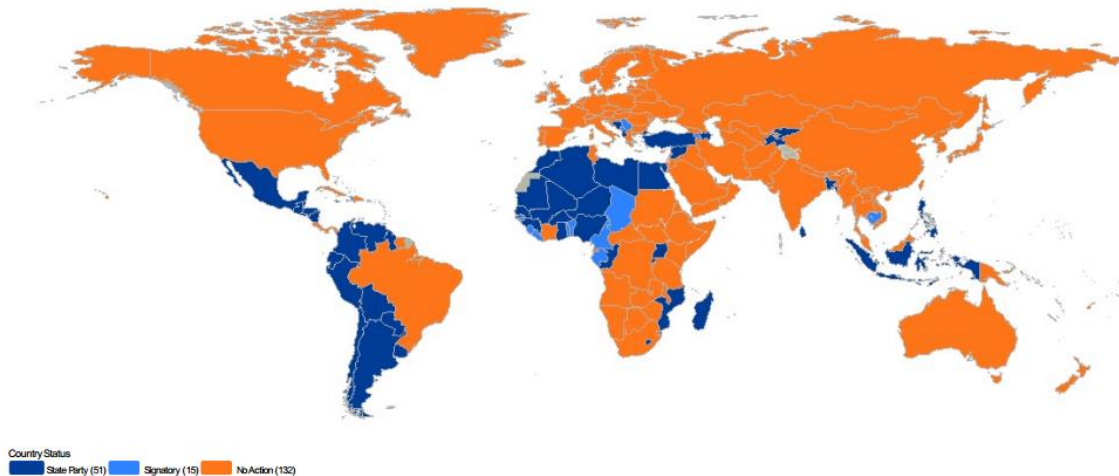 Country Status
State Party (51) Signatory (15) No Action (132)